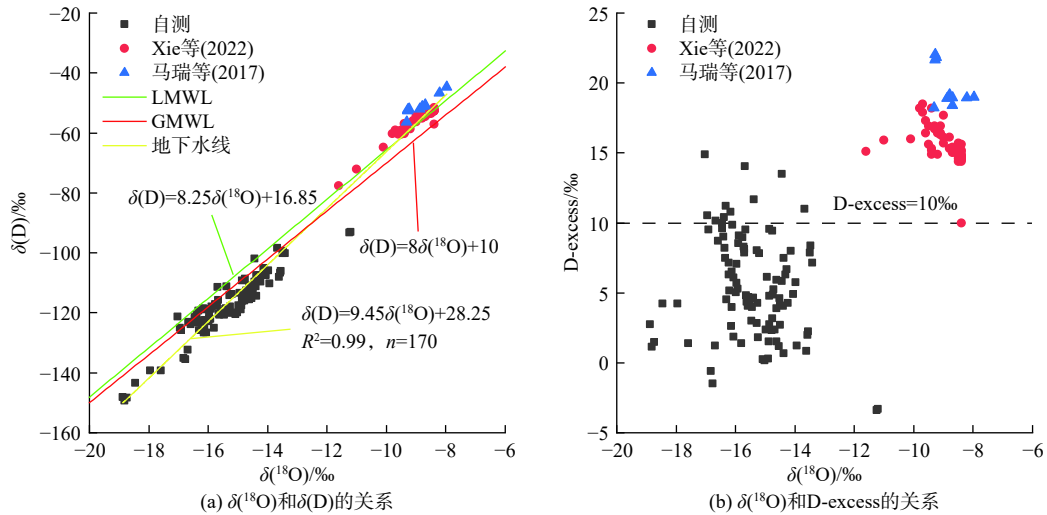 δ(D)/‰
−20
−40
−60
−80
−100
−120
−140
−160
自测
Xie等(2022)
马瑞等(2017)
LMWL
GMWL
地下水线
δ(D)=8.25δ(¹⁸O)+16.85
δ(D)=8δ(¹⁸O)+10
δ(D)=9.45δ(¹⁸O)+28.25
R²=0.99，n=170
−20 −18 −16 −14 −12 −10 −8 −6
δ(¹⁸O)/‰
(a) δ(¹⁸O)和δ(D)的关系
D-excess/‰
25
20
15
10
5
0
−5
自测
Xie等(2022)
马瑞等(2017)
D-excess=10‰
−20 −18 −16 −14 −12 −10 −8 −6
δ(¹⁸O)/‰
(b) δ(¹⁸O)和D-excess的关系